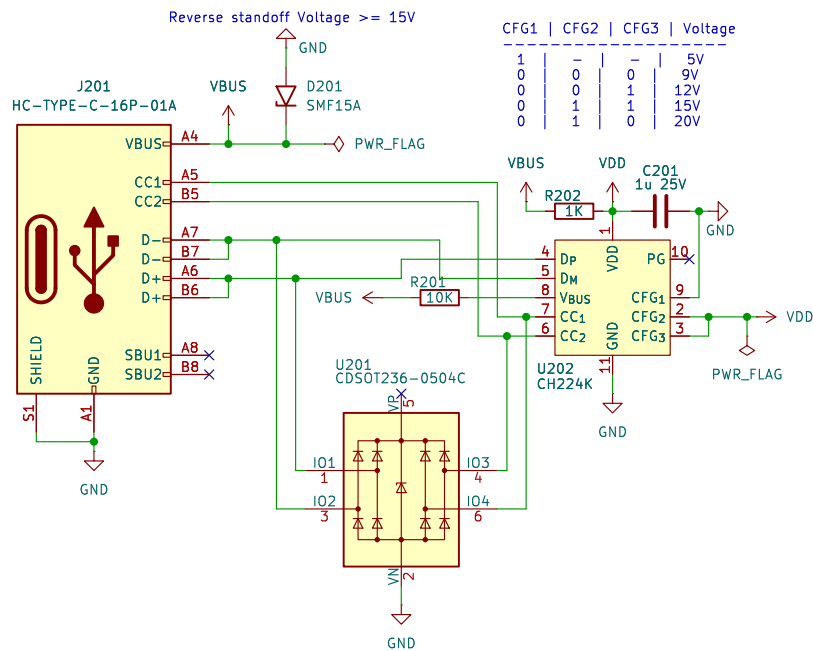 Reverse standoff Voltage >= 15V
GND
D201
SMF15A
VBUS
PWR_FLAG
CFG1 | CFG2 | CFG3 | Voltage
-----------------------------
1 | - | - | 5V
0 | 0 | 0 | 9V
0 | 0 | 1 | 12V
0 | 1 | 1 | 15V
0 | 1 | 0 | 20V
J201
HC-TYPE-C-16P-01A
VBUS A4
CC1 A5
CC2 B5
D- A7
D- B7
D+ A6
D+ B6
SBU1 A8
SBU2 B8
SHIELD
GND
S1
A1
GND
VBUS
R202
1K
VDD
C201
1u 25V
GND
1
VDD
4 DP
5 DM
8 VBUS
7 CC1
6 CC2
PG 10
CFG1 9
CFG2 2
CFG3 3
GND
11
U202
CH224K
GND
VDD
PWR_FLAG
VBUS
R201
10K
U201
CDSOT236-0504C
VP
5
IO1
1
IO2
3
IO3
4
IO4
6
VN
2
GND